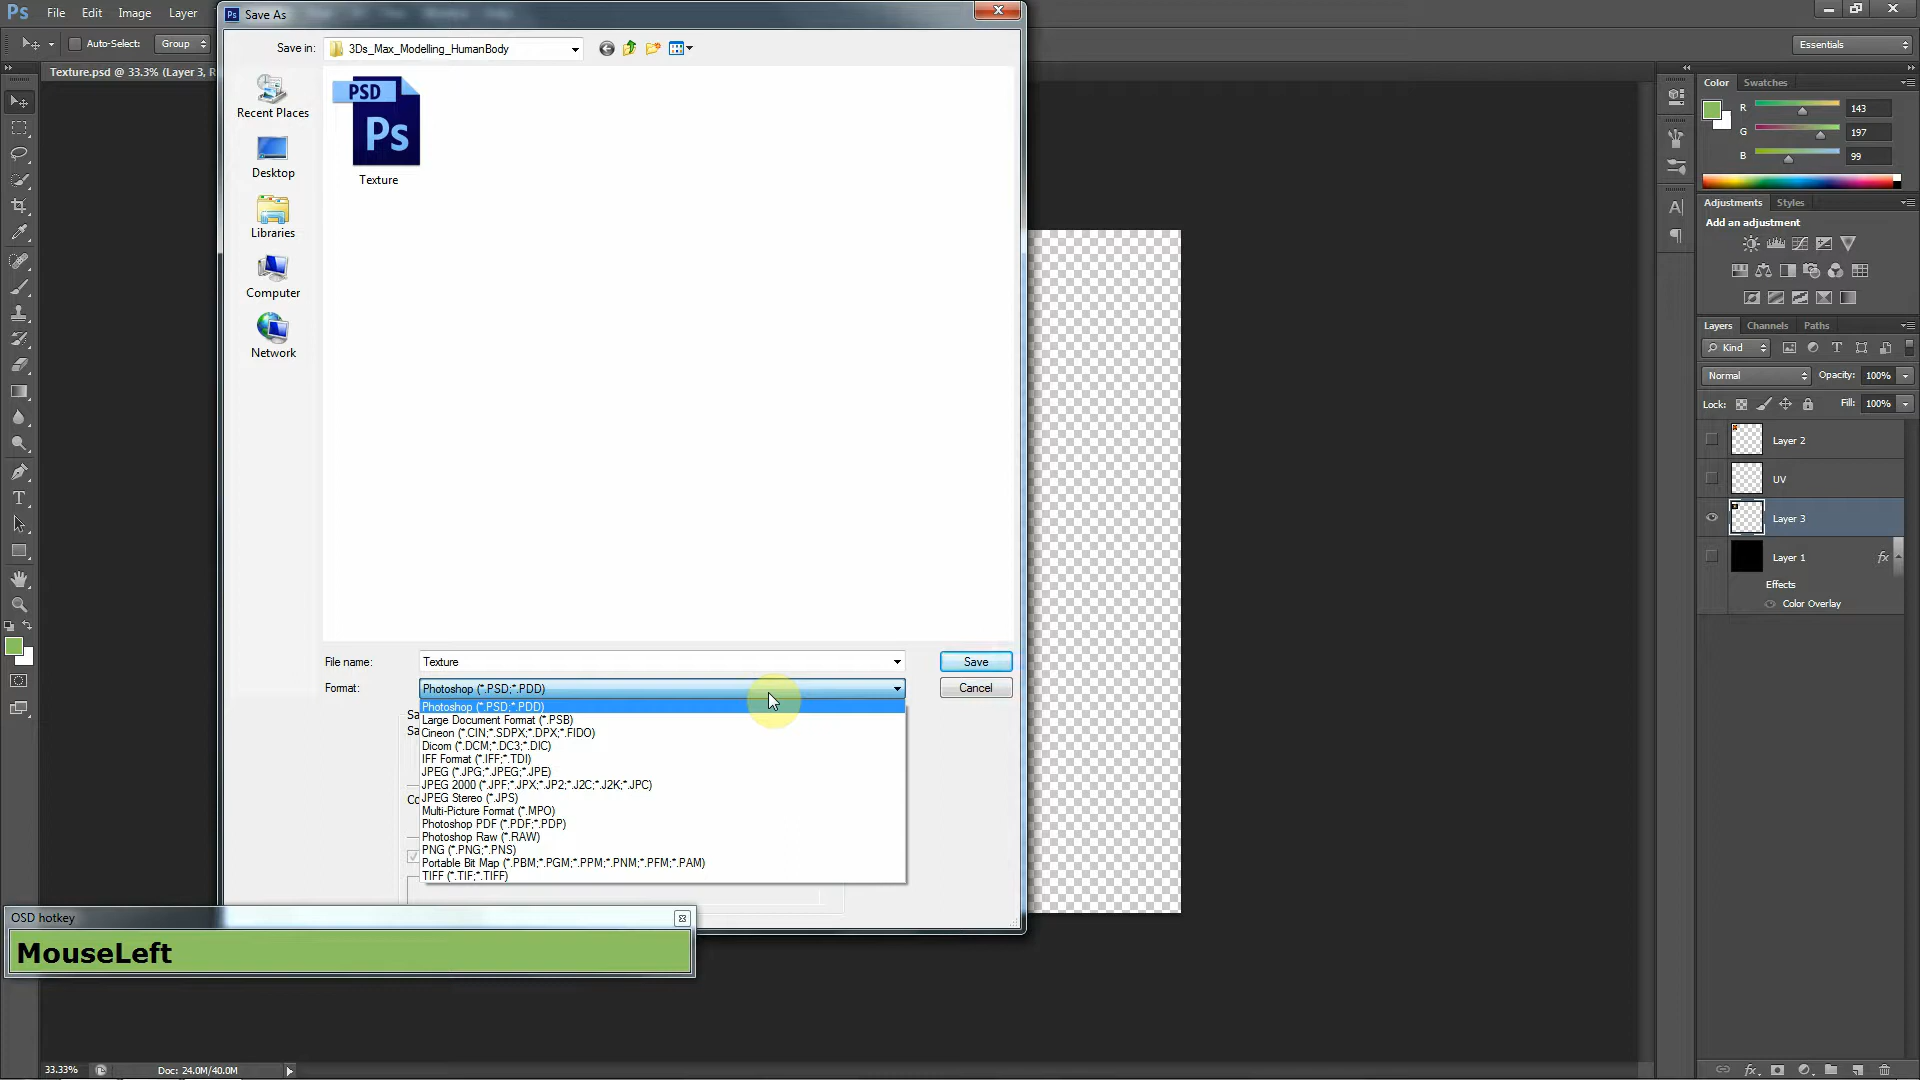 Ps File Edit Image Layer
Save As
Auto-Select: Group
Essentials
Save in: 3Ds_Max_Modelling_HumanBody
Texture.psd @ 33.3% (Layer 3, R
Recent Places
Desktop
Libraries
Computer
Network
PSD
Ps
Texture
Color Swatches
R 143
G 197
B 99
Adjustments Styles
Add an adjustment
Layers Channels Paths
Kind
Normal Opacity: 100%
Lock: Fill: 100%
Layer 2
UV
Layer 3
Layer 1 fx
Effects
Color Overlay
File name: Texture Save
Format: Photoshop (*.PSD;*.PDD) Cancel
Photoshop (*.PSD;*.PDD)
Large Document Format (*.PSB)
Cineon (*.CIN;*.SDPX;*.DPX;*.FIDO)
Dicom (*.DCM;*.DC3;*.DIC)
IFF Format (*.IFF;*.TDI)
JPEG (*.JPG;*.JPEG;*.JPE)
JPEG 2000 (*.JPF;*.JPX;*.JP2;*.J2C;*.J2K;*.JPC)
JPEG Stereo (*.JPS)
Multi-Picture Format (*.MPO)
Photoshop PDF (*.PDF;*.PDP)
Photoshop Raw (*.RAW)
PNG (*.PNG;*.PNS)
Portable Bit Map (*.PBM;*.PGM;*.PPM;*.PNM;*.PFM;*.PAM)
TIFF (*.TIF;*.TIFF)
OSD hotkey
MouseLeft
33.33% Doc: 24.0M/40.0M